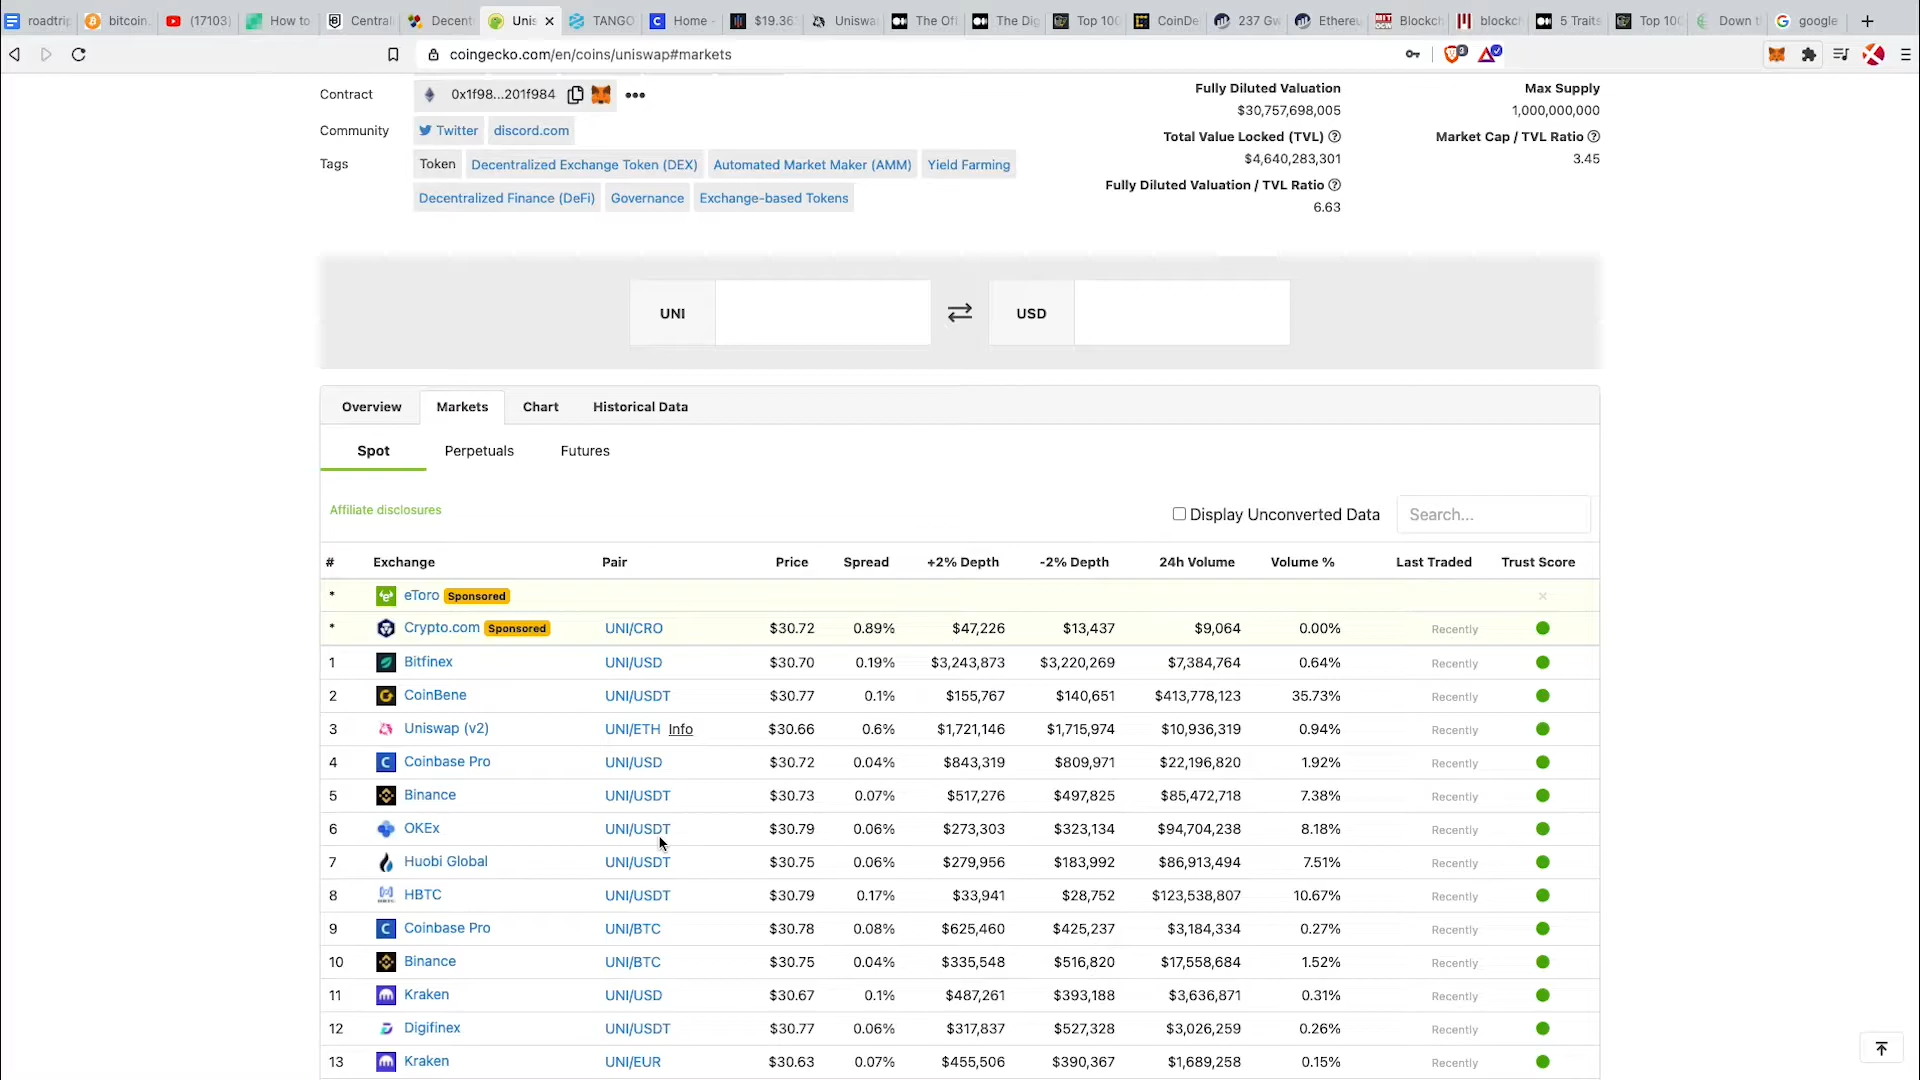 roadtrip
bitcoin.
(17103)
How to
Central
Decent
Unis
TANGO
Home -
$19.36
Uniswa
The Off
The Dig
Top 100
CoinDe
237 Gw
Ethereu
Blockch
blockch
5 Traits
Top 100
Down t
google
coingecko.com/en/coins/uniswap#markets
Contract 0x1f98...201f984 •••
Community Twitter discord.com
Tags Token Decentralized Exchange Token (DEX) Automated Market Maker (AMM) Yield Farming
Decentralized Finance (DeFi) Governance Exchange-based Tokens
Fully Diluted Valuation Max Supply
$30,757,698,005 1,000,000,000
Total Value Locked (TVL) Market Cap / TVL Ratio
$4,640,283,301 3.45
Fully Diluted Valuation / TVL Ratio
6.63
UNI USD
Overview Markets Chart Historical Data
Spot Perpetuals Futures
Affiliate disclosures Display Unconverted Data Search...
# Exchange Pair Price Spread +2% Depth -2% Depth 24h Volume Volume % Last Traded Trust Score
* eToro Sponsored
* Crypto.com Sponsored UNI/CRO $30.72 0.89% $47,226 $13,437 $9,064 0.00% Recently
1 Bitfinex UNI/USD $30.70 0.19% $3,243,873 $3,220,269 $7,384,764 0.64% Recently
2 CoinBene UNI/USDT $30.77 0.1% $155,767 $140,651 $413,778,123 35.73% Recently
3 Uniswap (v2) UNI/ETH Info $30.66 0.6% $1,721,146 $1,715,974 $10,936,319 0.94% Recently
4 Coinbase Pro UNI/USD $30.72 0.04% $843,319 $809,971 $22,196,820 1.92% Recently
5 Binance UNI/USDT $30.73 0.07% $517,276 $497,825 $85,472,718 7.38% Recently
6 OKEx UNI/USDT $30.79 0.06% $273,303 $323,134 $94,704,238 8.18% Recently
7 Huobi Global UNI/USDT $30.75 0.06% $279,956 $183,992 $86,913,494 7.51% Recently
8 HBTC UNI/USDT $30.79 0.17% $33,941 $28,752 $123,538,807 10.67% Recently
9 Coinbase Pro UNI/BTC $30.78 0.08% $625,460 $425,237 $3,184,334 0.27% Recently
10 Binance UNI/BTC $30.75 0.04% $335,548 $516,820 $17,558,684 1.52% Recently
11 Kraken UNI/USD $30.67 0.1% $487,261 $393,188 $3,636,871 0.31% Recently
12 Digifinex UNI/USDT $30.77 0.06% $317,837 $527,328 $3,026,259 0.26% Recently
13 Kraken UNI/EUR $30.63 0.07% $455,506 $390,367 $1,689,258 0.15% Recently